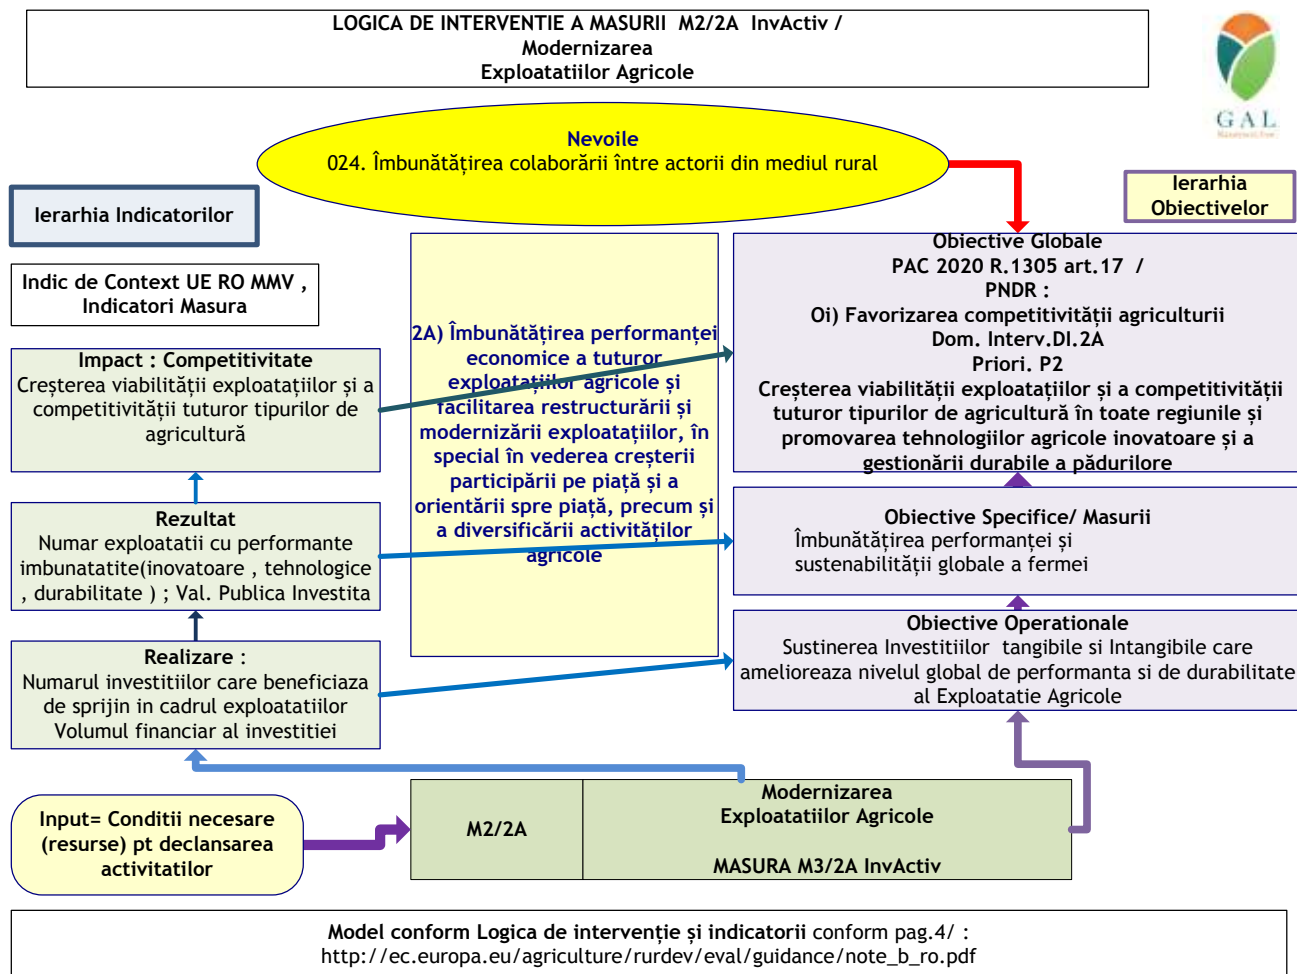 LOGICA DE INTERVENTIE A MASURII M2/2A InvActiv /
Modernizarea
Exploatatiilor Agricole
G A L
Nevoile
024. Îmbunătățirea colaborării între actorii din mediul rural
Ierarhia Indicatorilor
Ierarhia
Obiectivelor
Indic de Context UE RO MMV ,
Indicatori Masura
Impact : Competitivitate
Creșterea viabilității exploatațiilor și a
competitivității tuturor tipurilor de
agricultură
Rezultat
Numar exploatatii cu performante
imbunatatite(inovatoare , tehnologice
, durabilitate ) ; Val. Publica Investita
Realizare :
Numarul investitiilor care beneficiaza
de sprijin in cadrul exploatatiilor
Volumul financiar al investitiei
2A) Îmbunătățirea performanței
economice a tuturor
exploatațiilor agricole și
facilitarea restructurării și
modernizării exploatațiilor, în
special în vederea creșterii
participării pe piață și a
orientării spre piață, precum și
a diversificării activităților
agricole
Obiective Globale
PAC 2020 R.1305 art.17 /
PNDR :
Oi) Favorizarea competitivității agriculturii
Dom. Interv.DI.2A
Priori. P2
Creșterea viabilității exploatațiilor și a competitivității
tuturor tipurilor de agricultură în toate regiunile și
promovarea tehnologiilor agricole inovatoare și a
gestionării durabile a pădurilore
Obiective Specifice/ Masurii
Îmbunătățirea performanței și
sustenabilității globale a fermei
Obiective Operationale
Sustinerea Investitiilor tangibile si Intangibile care
amelioreaza nivelul global de performanta si de durabilitate
al Exploatatie Agricole
Input= Conditii necesare
(resurse) pt declansarea
activitatilor
M2/2A
Modernizarea
Exploatatiilor Agricole
MASURA M3/2A InvActiv
Model conform Logica de intervenție și indicatorii conform pag.4/ :
http://ec.europa.eu/agriculture/rurdev/eval/guidance/note_b_ro.pdf